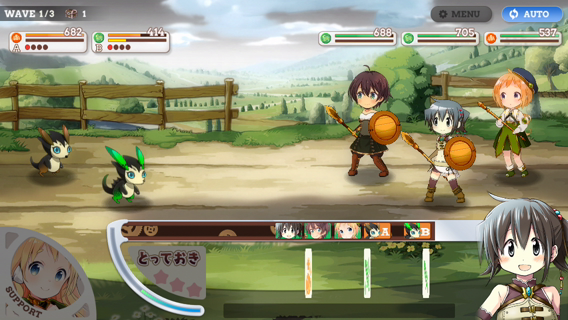 WAVE 1/3 1
MENU
AUTO
682
414
688
705
537
A
B
A
B
とっておき
SUPPORT